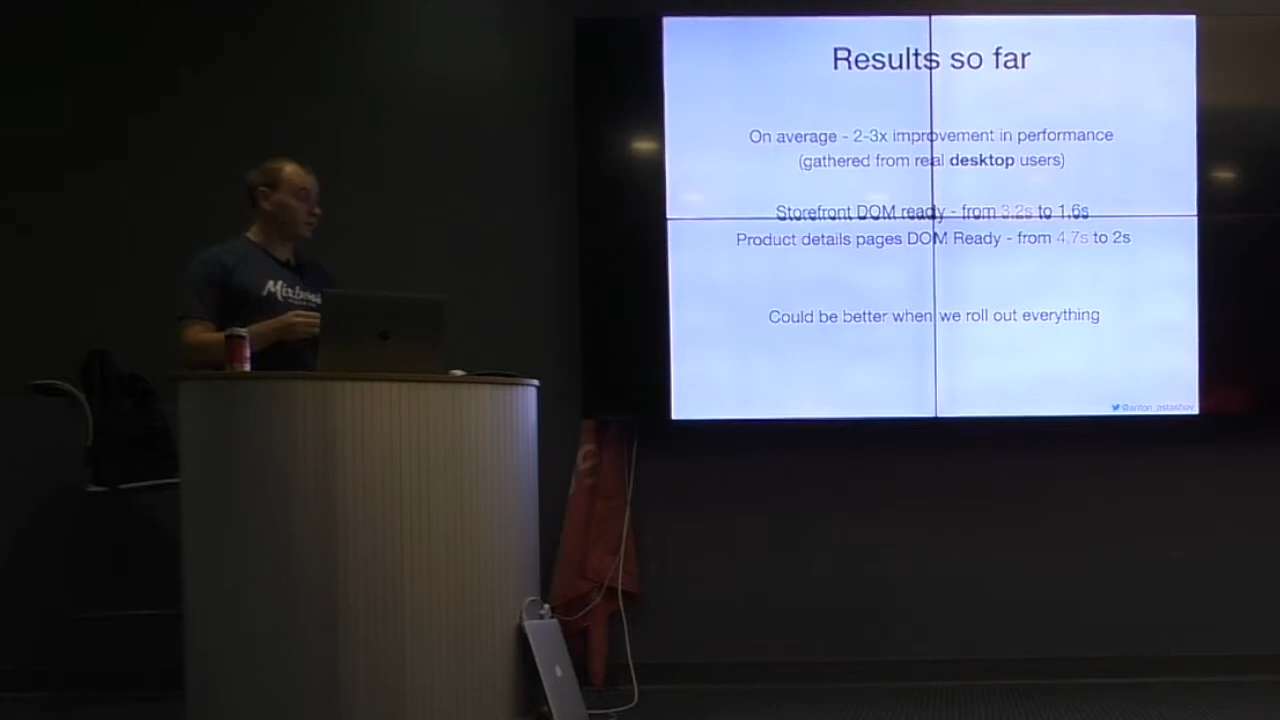 Results so far
On average - 2-3x improvement in performance
(gathered from real desktop users)
Storefront DOM ready - from 3.2s to 1.6s
Product details pages DOM Ready - from 4.7s to 2s
Could be better when we roll out everything
@anton_astashov